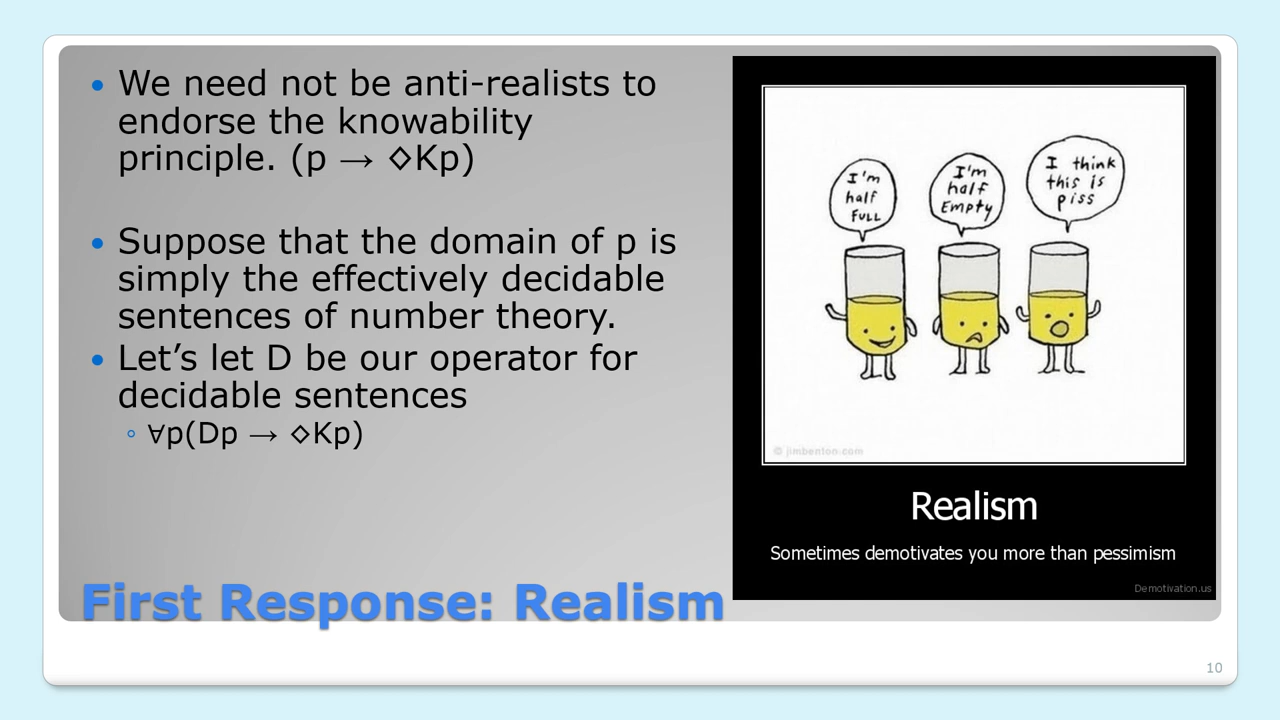 We need not be anti-realists to
endorse the knowability
principle. (p → ◇Kp)
Suppose that the domain of p is
simply the effectively decidable
sentences of number theory.
Let’s let D be our operator for
decidable sentences
∀p(Dp → ◇Kp)
I'm
half
FULL
I'm
half
Empty
I think
this is
piss
© jimbenton.com
Realism
Sometimes demotivates you more than pessimism
Demotivation.us
First Response: Realism
10